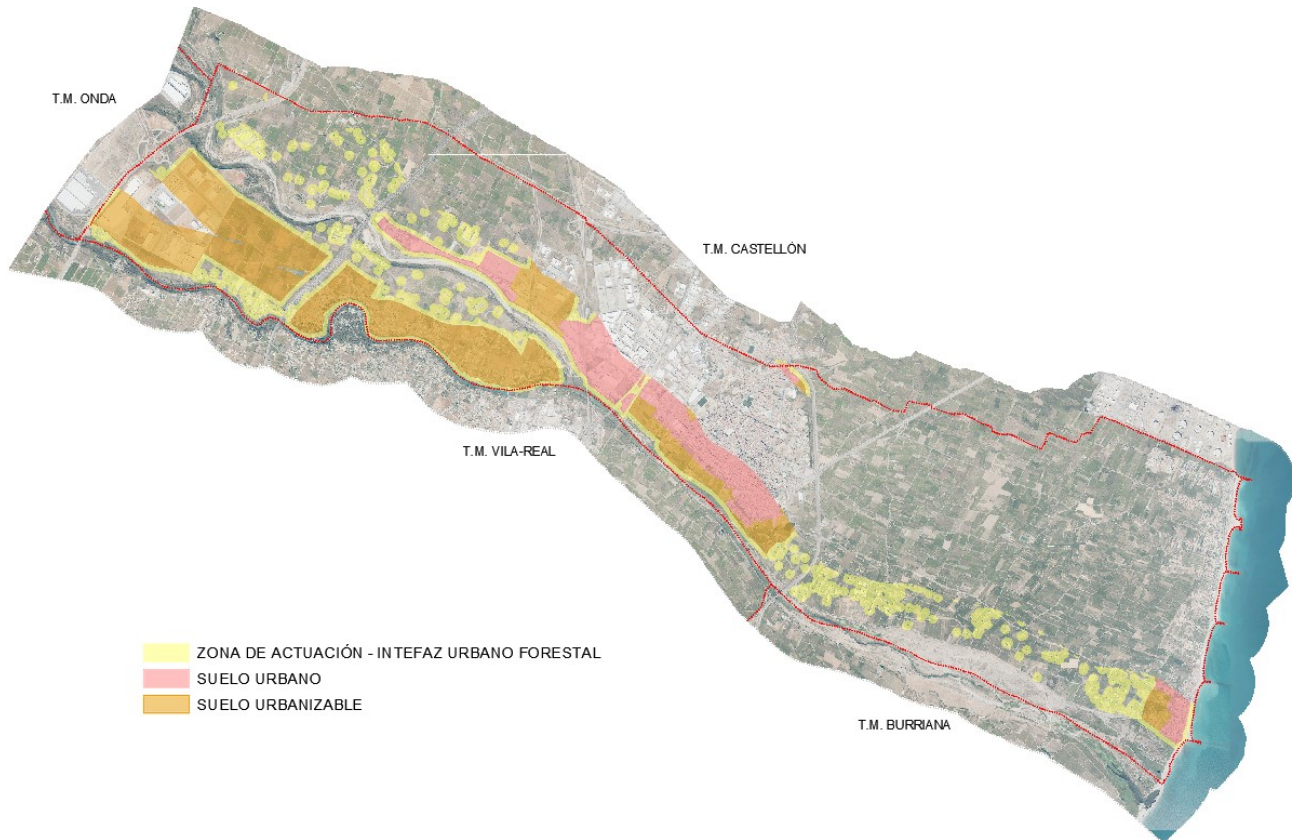 T.M. ONDA
T.M. CASTELLÓN
T.M. VILA-REAL
ZONA DE ACTUACIÓN - INTEFAZ URBANO FORESTAL
SUELO URBANO
SUELO URBANIZABLE
T.M. BURRIANA